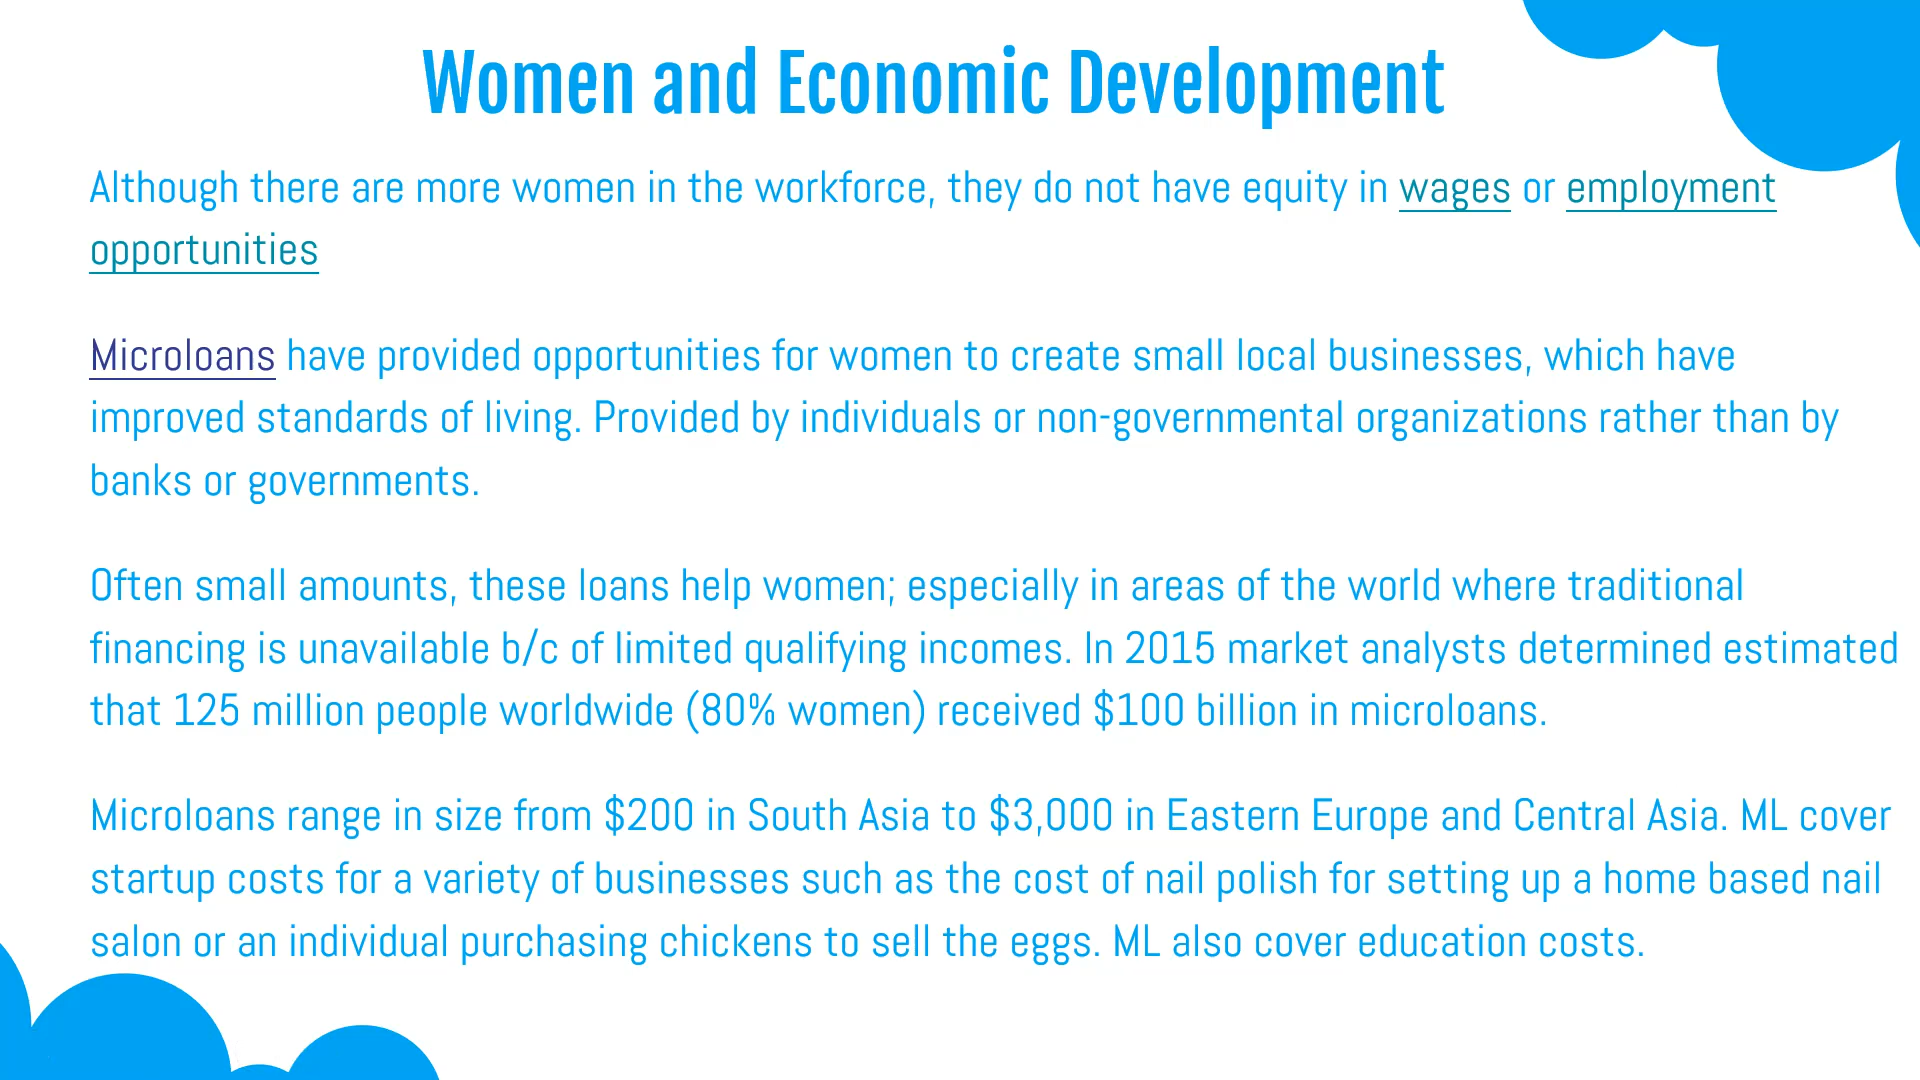 Women and Economic Development
Although there are more women in the workforce, they do not have equity in wages or employment
opportunities
Microloans have provided opportunities for women to create small local businesses, which have
improved standards of living. Provided by individuals or non-governmental organizations rather than by
banks or governments.
Often small amounts, these loans help women; especially in areas of the world where traditional
financing is unavailable b/c of limited qualifying incomes. In 2015 market analysts determined estimated
that 125 million people worldwide (80% women) received $100 billion in microloans.
Microloans range in size from $200 in South Asia to $3,000 in Eastern Europe and Central Asia. ML cover
startup costs for a variety of businesses such as the cost of nail polish for setting up a home based nail
salon or an individual purchasing chickens to sell the eggs. ML also cover education costs.